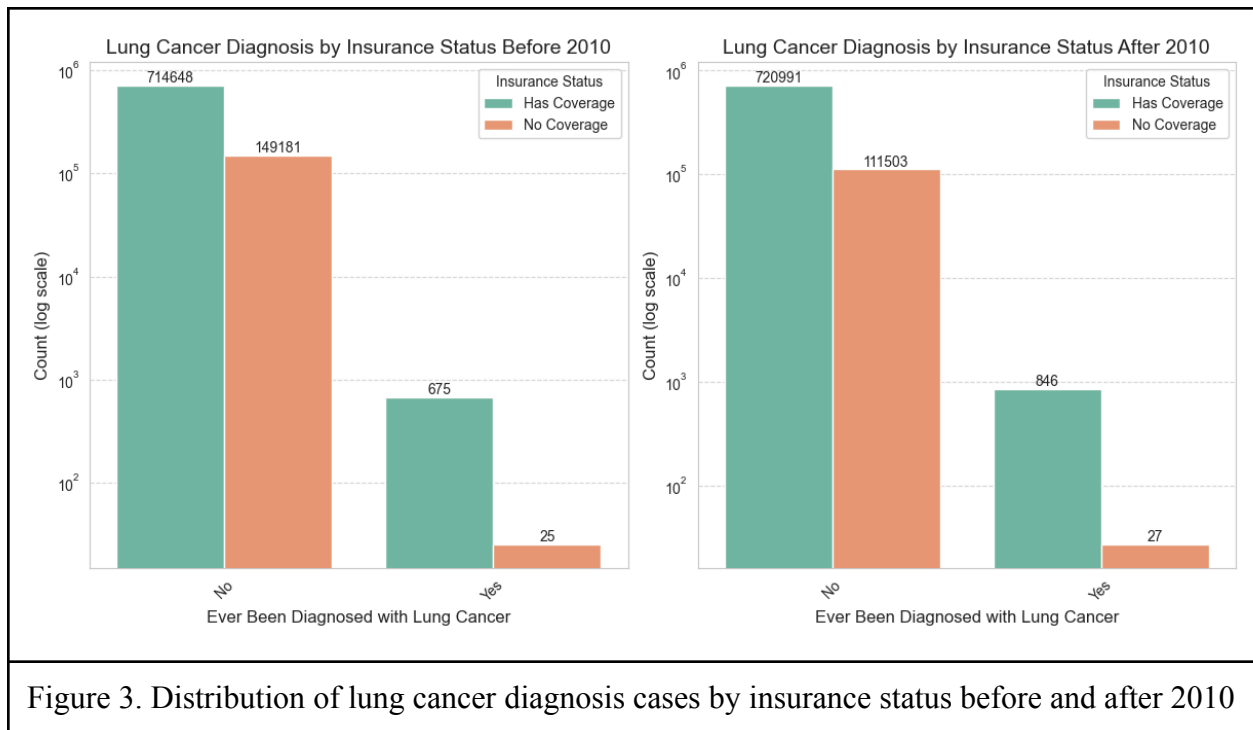 Lung Cancer Diagnosis by Insurance Status Before 2010
10^6
714648
Insurance Status
Has Coverage
No Coverage
149181
10^5
10^4
Count (log scale)
10^3
675
10^2
25
No
Yes
Ever Been Diagnosed with Lung Cancer
Lung Cancer Diagnosis by Insurance Status After 2010
10^6
720991
Insurance Status
Has Coverage
No Coverage
10^5
111503
10^4
Count (log scale)
10^3
846
10^2
27
No
Yes
Ever Been Diagnosed with Lung Cancer
Figure 3. Distribution of lung cancer diagnosis cases by insurance status before and after 2010